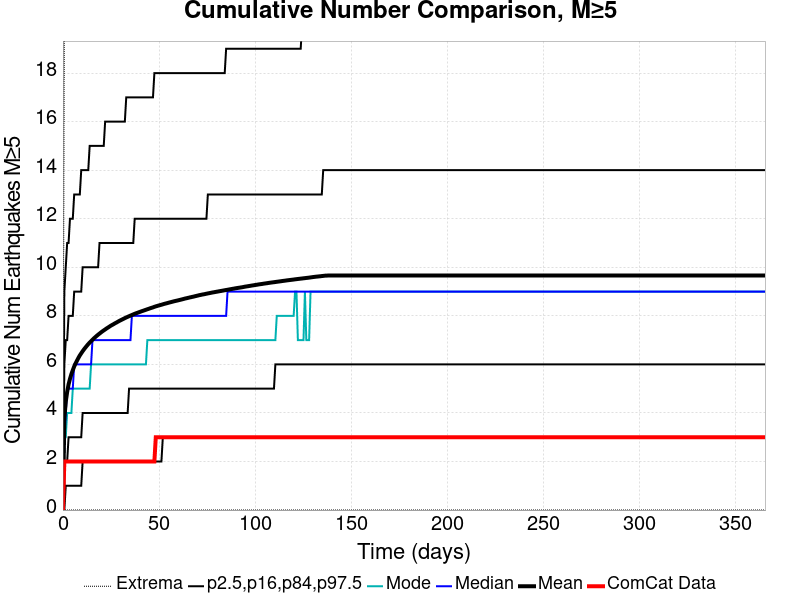 Cumulative Number Comparison, M≥5
Cumulative Num Earthquakes M≥5
18
16
14
12
10
8
6
4
2
0
0 50 100 150 200 250 300 350
Time (days)
Extrema p2.5,p16,p84,p97.5 Mode Median Mean ComCat Data